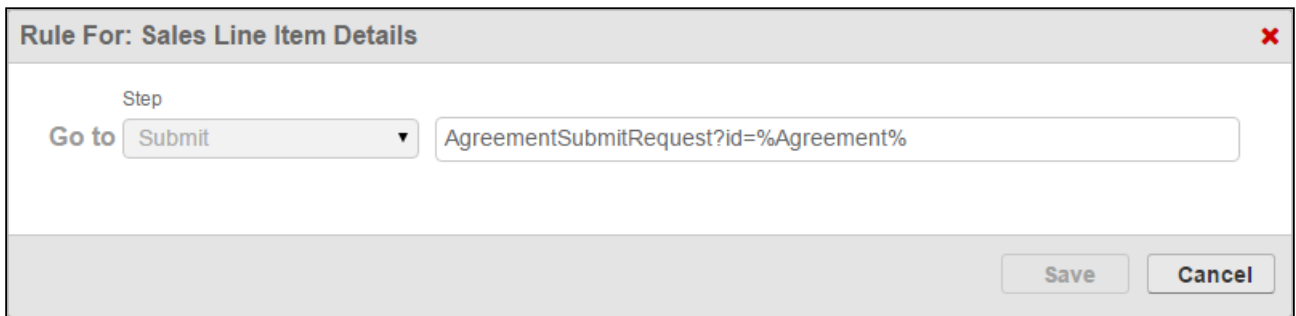 Rule For: Sales Line Item Details
Step
Go to Submit AgreementSubmitRequest?id=%Agreement%
Save Cancel